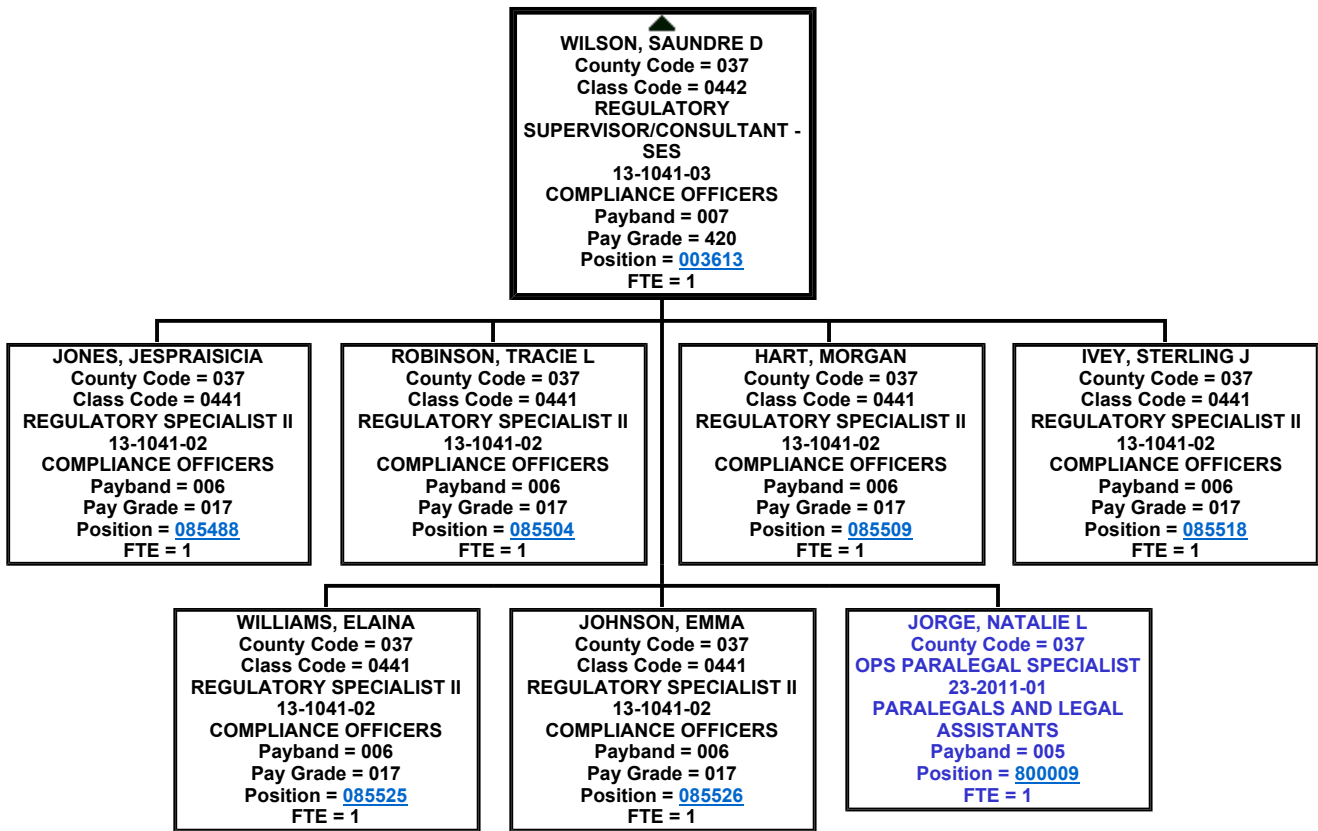 WILSON, SAUNDRE D
County Code = 037
Class Code = 0442
REGULATORY
SUPERVISOR/CONSULTANT -
SES
13-1041-03
COMPLIANCE OFFICERS
Payband = 007
Pay Grade = 420
Position = 003613
FTE = 1
JONES, JESPRAISICIA
County Code = 037
Class Code = 0441
REGULATORY SPECIALIST II
13-1041-02
COMPLIANCE OFFICERS
Payband = 006
Pay Grade = 017
Position = 085488
FTE = 1
ROBINSON, TRACIE L
County Code = 037
Class Code = 0441
REGULATORY SPECIALIST II
13-1041-02
COMPLIANCE OFFICERS
Payband = 006
Pay Grade = 017
Position = 085504
FTE = 1
HART, MORGAN
County Code = 037
Class Code = 0441
REGULATORY SPECIALIST II
13-1041-02
COMPLIANCE OFFICERS
Payband = 006
Pay Grade = 017
Position = 085509
FTE = 1
IVEY, STERLING J
County Code = 037
Class Code = 0441
REGULATORY SPECIALIST II
13-1041-02
COMPLIANCE OFFICERS
Payband = 006
Pay Grade = 017
Position = 085518
FTE = 1
WILLIAMS, ELAINA
County Code = 037
Class Code = 0441
REGULATORY SPECIALIST II
13-1041-02
COMPLIANCE OFFICERS
Payband = 006
Pay Grade = 017
Position = 085525
FTE = 1
JOHNSON, EMMA
County Code = 037
Class Code = 0441
REGULATORY SPECIALIST II
13-1041-02
COMPLIANCE OFFICERS
Payband = 006
Pay Grade = 017
Position = 085526
FTE = 1
JORGE, NATALIE L
County Code = 037
OPS PARALEGAL SPECIALIST
23-2011-01
PARALEGALS AND LEGAL
ASSISTANTS
Payband = 005
Position = 800009
FTE = 1